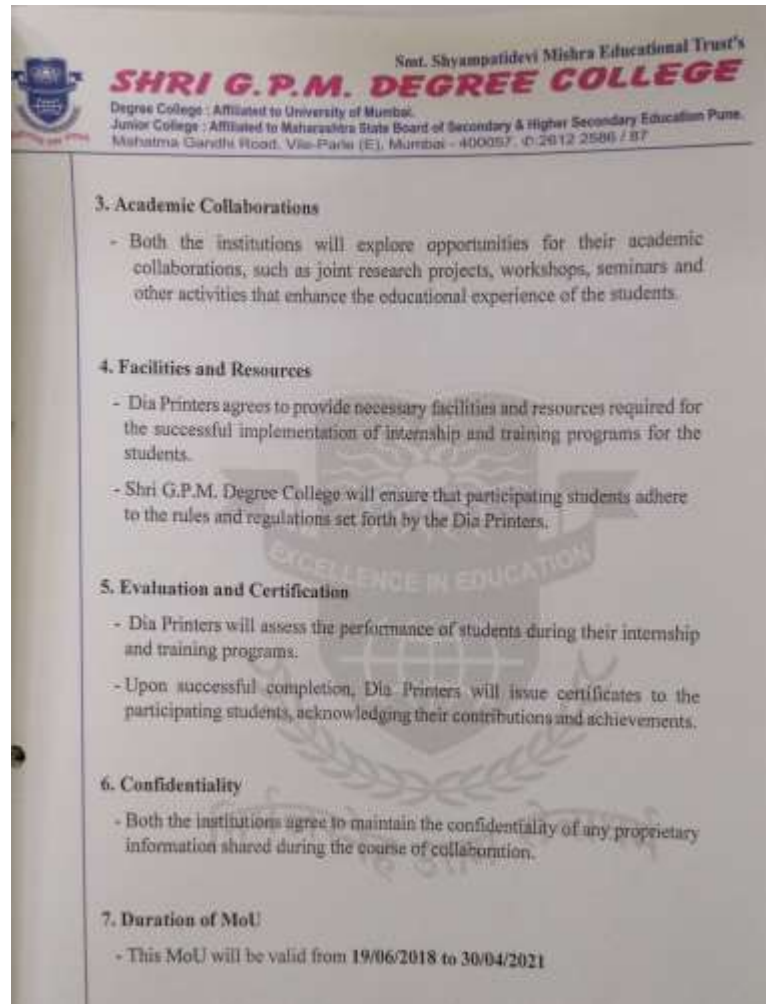 Smt. Shyampatidevi Mishra Educational Trust's
SHRI G.P.M. DEGREE COLLEGE
Degree College : Affiliated to University of Mumbai.
Junior College : Affiliated to Maharashtra State Board of Secondary & Higher Secondary Education Pune.
Mahatma Gandhi Road, Vile-Parle (E), Mumbai - 400057. ✆:2612 2586 / 87
3. Academic Collaborations
- Both the institutions will explore opportunities for their academic
collaborations, such as joint research projects, workshops, seminars and
other activities that enhance the educational experience of the students.
4. Facilities and Resources
- Dia Printers agrees to provide necessary facilities and resources required for
the successful implementation of internship and training programs for the
students.
- Shri G.P.M. Degree College will ensure that participating students adhere
to the rules and regulations set forth by the Dia Printers.
EXCELLENCE IN EDUCATION
5. Evaluation and Certification
- Dia Printers will assess the performance of students during their internship
and training programs.
- Upon successful completion, Dia Printers will issue certificates to the
participating students, acknowledging their contributions and achievements.
6. Confidentiality
- Both the institutions agree to maintain the confidentiality of any proprietary
information shared during the course of collaboration.
7. Duration of MoU
- This MoU will be valid from 19/06/2018 to 30/04/2021